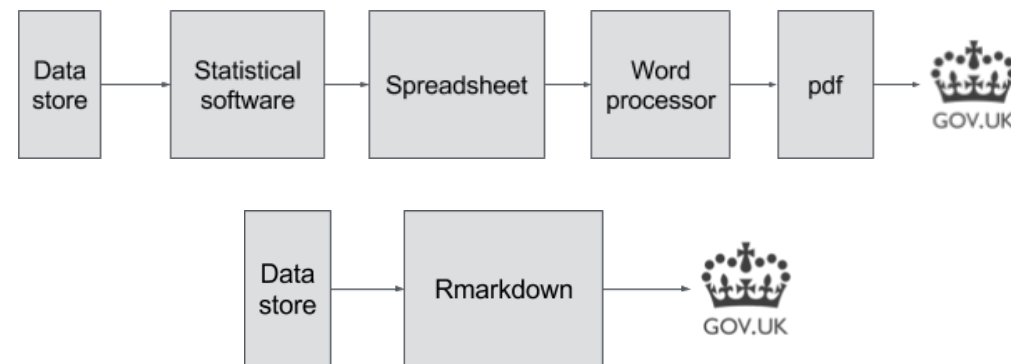 Data
store
Statistical
software
Spreadsheet
Word
processor
pdf
GOV.UK
Data
store
Rmarkdown
GOV.UK